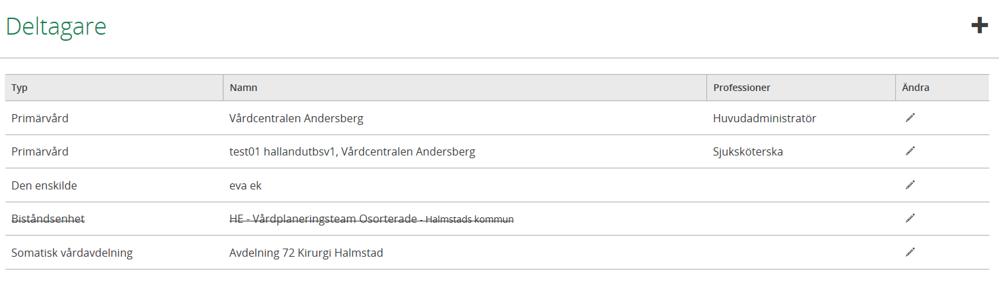 Deltagare
Typ Namn Professioner Ändra
Primärvård Vårdcentralen Andersberg Huvudadministratör
Primärvård test01 hallandutbsv1, Vårdcentralen Andersberg Sjuksköterska
Den enskilde eva ek
Biståndsenhet HE - Vårdplaneringsteam Osorterade - Halmstads kommun
Somatisk vårdavdelning Avdelning 72 Kirurgi Halmstad